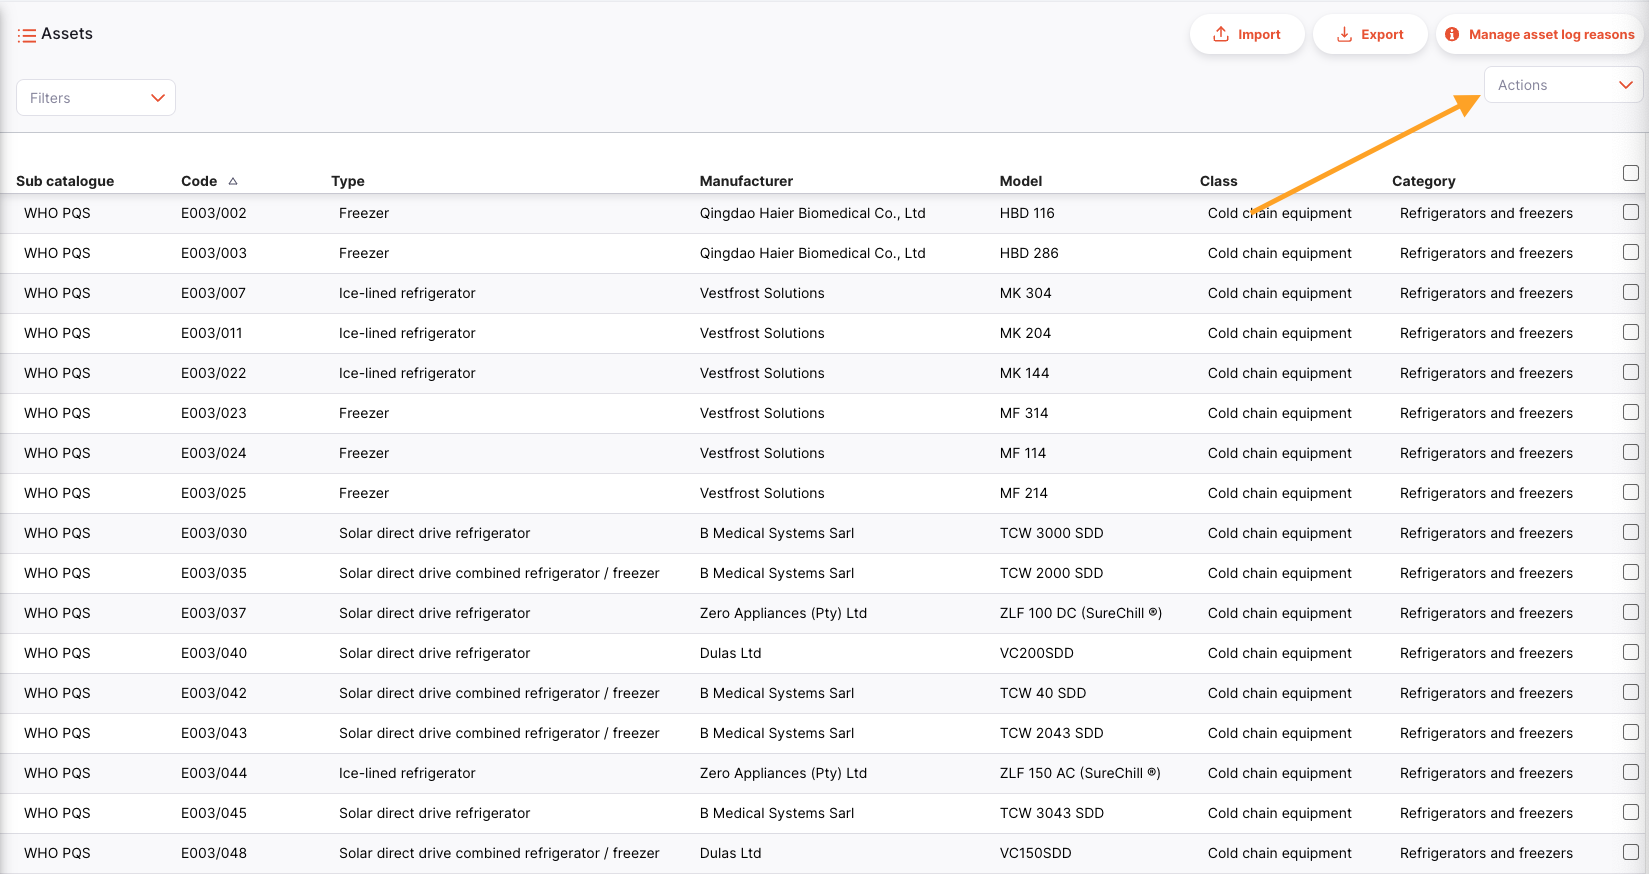 Assets
Import
Export
Manage asset log reasons
Filters
Actions
Sub catalogue Code Type Manufacturer Model Class Category
WHO PQS E003/002 Freezer Qingdao Haier Biomedical Co., Ltd HBD 116 Cold chain equipment Refrigerators and freezers
WHO PQS E003/003 Freezer Qingdao Haier Biomedical Co., Ltd HBD 286 Cold chain equipment Refrigerators and freezers
WHO PQS E003/007 Ice-lined refrigerator Vestfrost Solutions MK 304 Cold chain equipment Refrigerators and freezers
WHO PQS E003/011 Ice-lined refrigerator Vestfrost Solutions MK 204 Cold chain equipment Refrigerators and freezers
WHO PQS E003/022 Ice-lined refrigerator Vestfrost Solutions MK 144 Cold chain equipment Refrigerators and freezers
WHO PQS E003/023 Freezer Vestfrost Solutions MF 314 Cold chain equipment Refrigerators and freezers
WHO PQS E003/024 Freezer Vestfrost Solutions MF 114 Cold chain equipment Refrigerators and freezers
WHO PQS E003/025 Freezer Vestfrost Solutions MF 214 Cold chain equipment Refrigerators and freezers
WHO PQS E003/030 Solar direct drive refrigerator B Medical Systems Sarl TCW 3000 SDD Cold chain equipment Refrigerators and freezers
WHO PQS E003/035 Solar direct drive combined refrigerator / freezer B Medical Systems Sarl TCW 2000 SDD Cold chain equipment Refrigerators and freezers
WHO PQS E003/037 Solar direct drive refrigerator Zero Appliances (Pty) Ltd ZLF 100 DC (SureChill ®) Cold chain equipment Refrigerators and freezers
WHO PQS E003/040 Solar direct drive refrigerator Dulas Ltd VC200SDD Cold chain equipment Refrigerators and freezers
WHO PQS E003/042 Solar direct drive combined refrigerator / freezer B Medical Systems Sarl TCW 40 SDD Cold chain equipment Refrigerators and freezers
WHO PQS E003/043 Solar direct drive combined refrigerator / freezer B Medical Systems Sarl TCW 2043 SDD Cold chain equipment Refrigerators and freezers
WHO PQS E003/044 Ice-lined refrigerator Zero Appliances (Pty) Ltd ZLF 150 AC (SureChill ®) Cold chain equipment Refrigerators and freezers
WHO PQS E003/045 Solar direct drive refrigerator B Medical Systems Sarl TCW 3043 SDD Cold chain equipment Refrigerators and freezers
WHO PQS E003/048 Solar direct drive combined refrigerator / freezer Dulas Ltd VC150SDD Cold chain equipment Refrigerators and freezers